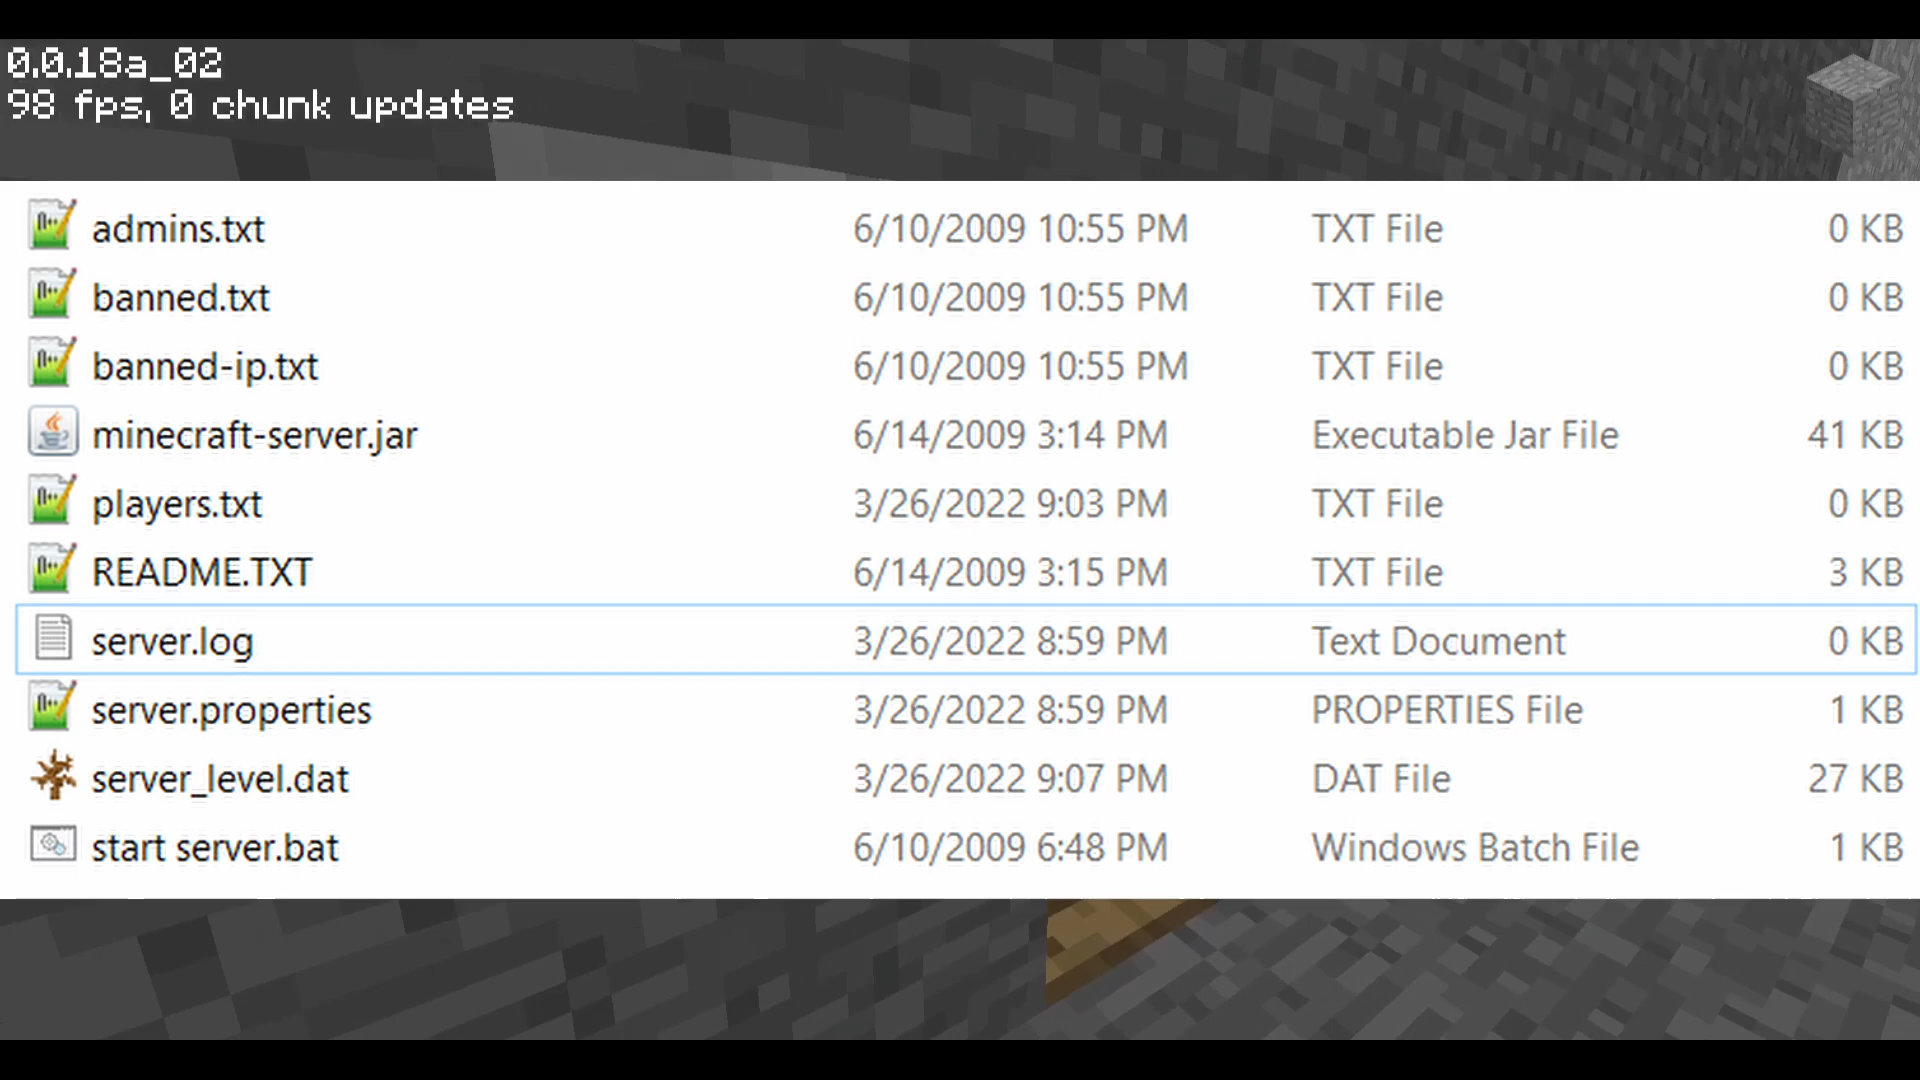 0.0.18a_02
98 fps, 0 chunk updates
admins.txt 6/10/2009 10:55 PM TXT File 0 KB
banned.txt 6/10/2009 10:55 PM TXT File 0 KB
banned-ip.txt 6/10/2009 10:55 PM TXT File 0 KB
minecraft-server.jar 6/14/2009 3:14 PM Executable Jar File 41 KB
players.txt 3/26/2022 9:03 PM TXT File 0 KB
README.TXT 6/14/2009 3:15 PM TXT File 3 KB
server.log 3/26/2022 8:59 PM Text Document 0 KB
server.properties 3/26/2022 8:59 PM PROPERTIES File 1 KB
server_level.dat 3/26/2022 9:07 PM DAT File 27 KB
start server.bat 6/10/2009 6:48 PM Windows Batch File 1 KB